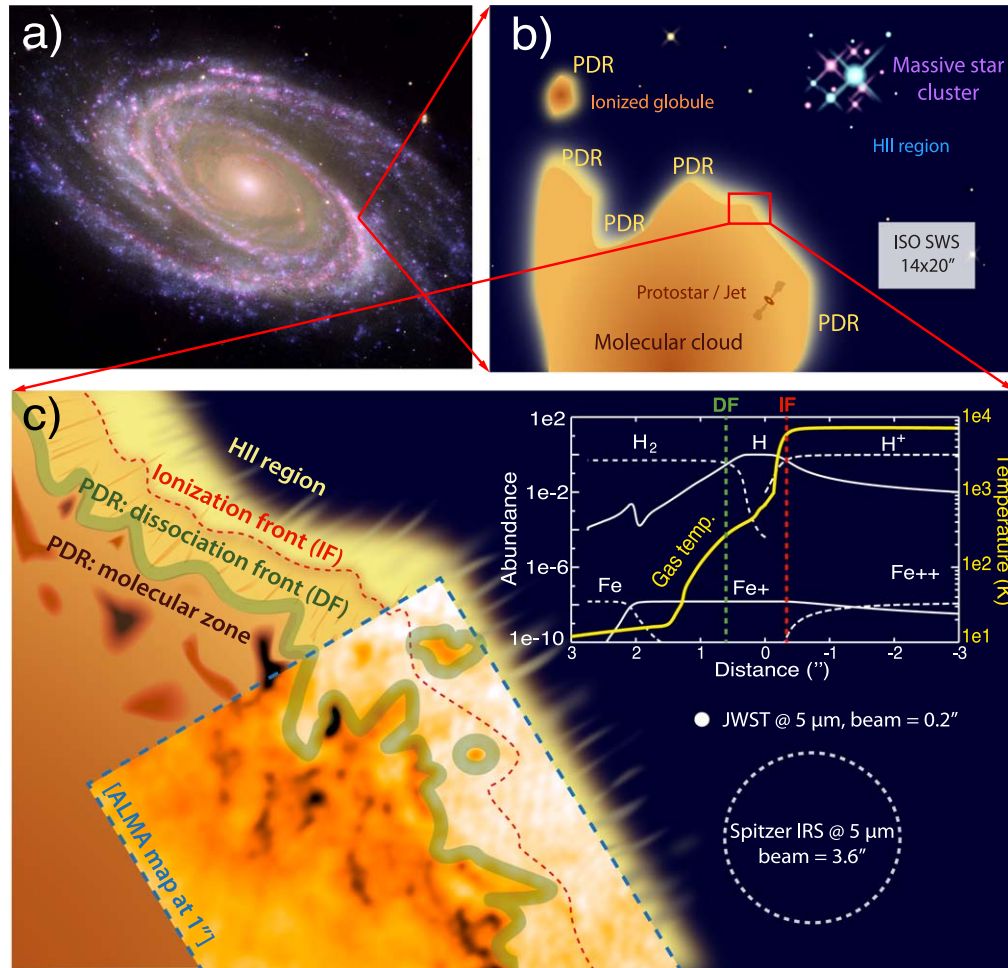 a)
b)
PDR
Ionized globule
Massive star
cluster
HII region
PDR
PDR
PDR
ISO SWS
14x20”
Protostar / Jet
PDR
Molecular cloud
c)
HII region
Ionization front (IF)
PDR: dissociation front (DF)
PDR: molecular zone
[ALMA map at 1”]
DF
IF
1e2
1e-2
1e-6
1e-10
Abundance
H2
H
H+
Gas temp.
Fe
Fe+
Fe++
1e4
1e3
1e2
1e1
Temperature (K)
3
2
1
0
-1
-2
-3
Distance (”)
JWST @ 5 μm, beam = 0.2”
Spitzer IRS @ 5 μm
beam = 3.6”